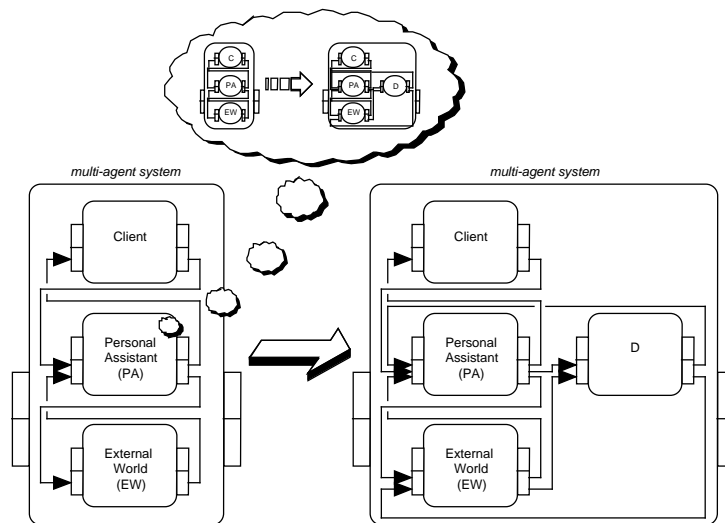 C
PA
EW
C
PA
D
EW
multi-agent system
Client
Personal
Assistant
(PA)
External
World
(EW)
multi-agent system
Client
Personal
Assistant
(PA)
D
External
World
(EW)